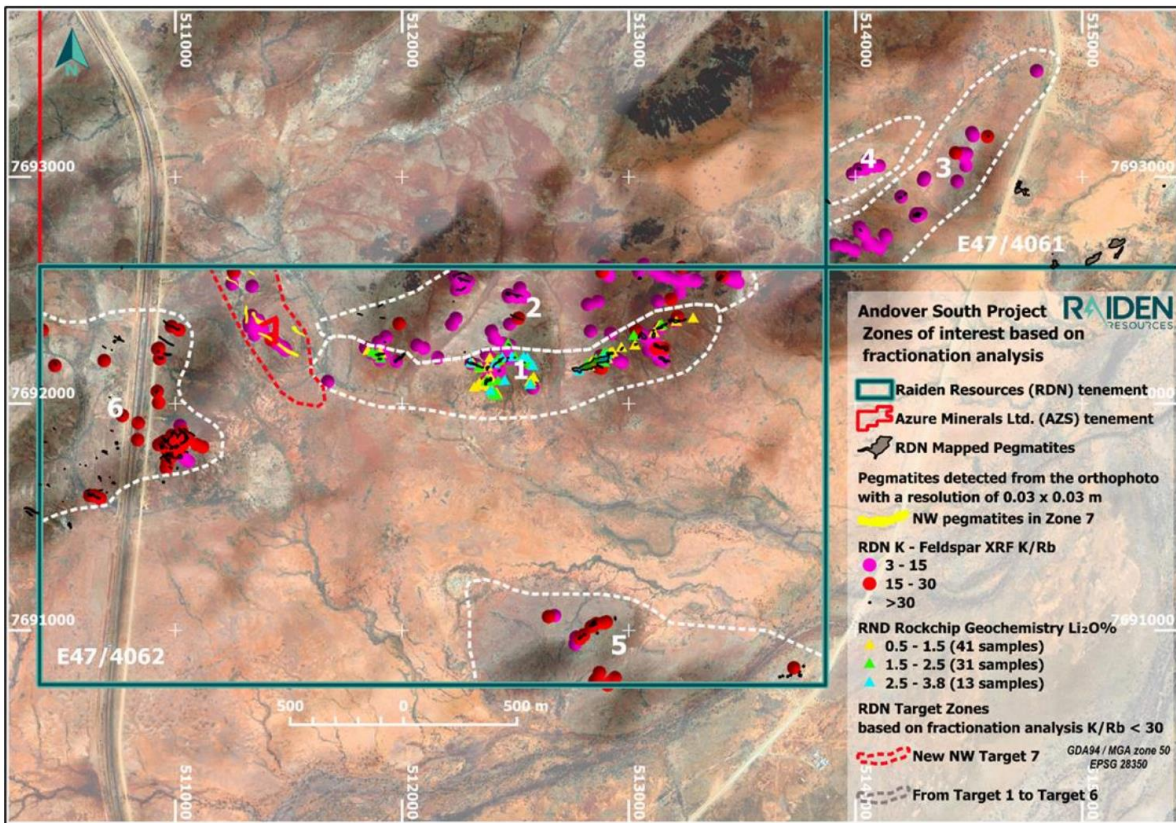 511000
512000
513000
514000
515000
N
7693000
4
3
7693000
E47/4061
2
1
6
7692000
7691000
5
E47/4062
500
0
500 m
511000
512000
513000
514000
Andover South Project
RAIDEN
RESOURCES
Zones of interest based on
fractionation analysis
Raiden Resources (RDN) tenement
Azure Minerals Ltd. (AZS) tenement
RDN Mapped Pegmatites
Pegmatites detected from the orthophoto
with a resolution of 0.03 x 0.03 m
NW pegmatites in Zone 7
RDN K - Feldspar XRF K/Rb
3 - 15
15 - 30
>30
RND Rockchip Geochemistry Li₂O%
0.5 - 1.5 (41 samples)
1.5 - 2.5 (31 samples)
2.5 - 3.8 (13 samples)
RDN Target Zones
based on fractionation analysis K/Rb < 30
New NW Target 7
GDA94 / MGA zone 50
EPSG 28350
From Target 1 to Target 6